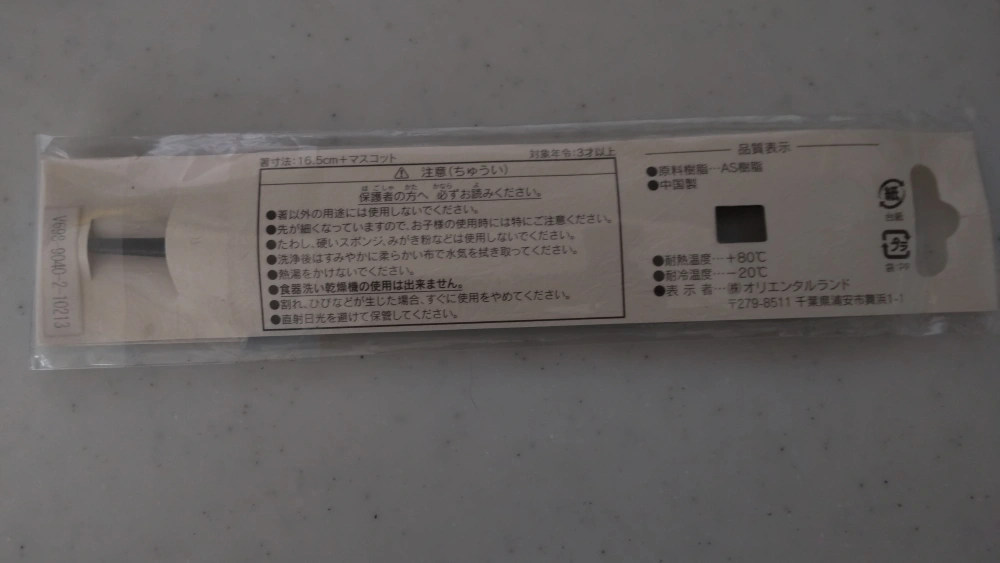 箸寸法:16.5cm+マスコット
対象年令:3才以上
⚠ 注意(ちゅうい)
ほごしゃ かた かなら よ
保護者の方へ 必ずお読みください。
●箸以外の用途には使用しないでください。
●先が細くなっていますので、お子様の使用時には特にご注意ください。
●たわし、硬いスポンジ、みがき粉などは使用しないでください。
●洗浄後はすみやかに柔らかい布で水気を拭き取ってください。
●熱湯をかけないでください。
●食器洗い乾燥機の使用は出来ません。
●割れ、ひびなどが生じた場合、すぐに使用をやめてください。
●直射日光を避けて保管してください。
品質表示
●原料樹脂…AS樹脂
●中国製
●耐熱温度…+80℃
●耐冷温度…-20℃
●表示者…㈱オリエンタルランド
〒279-8511 千葉県浦安市舞浜1-1
紙
台紙
プラ
袋:PP